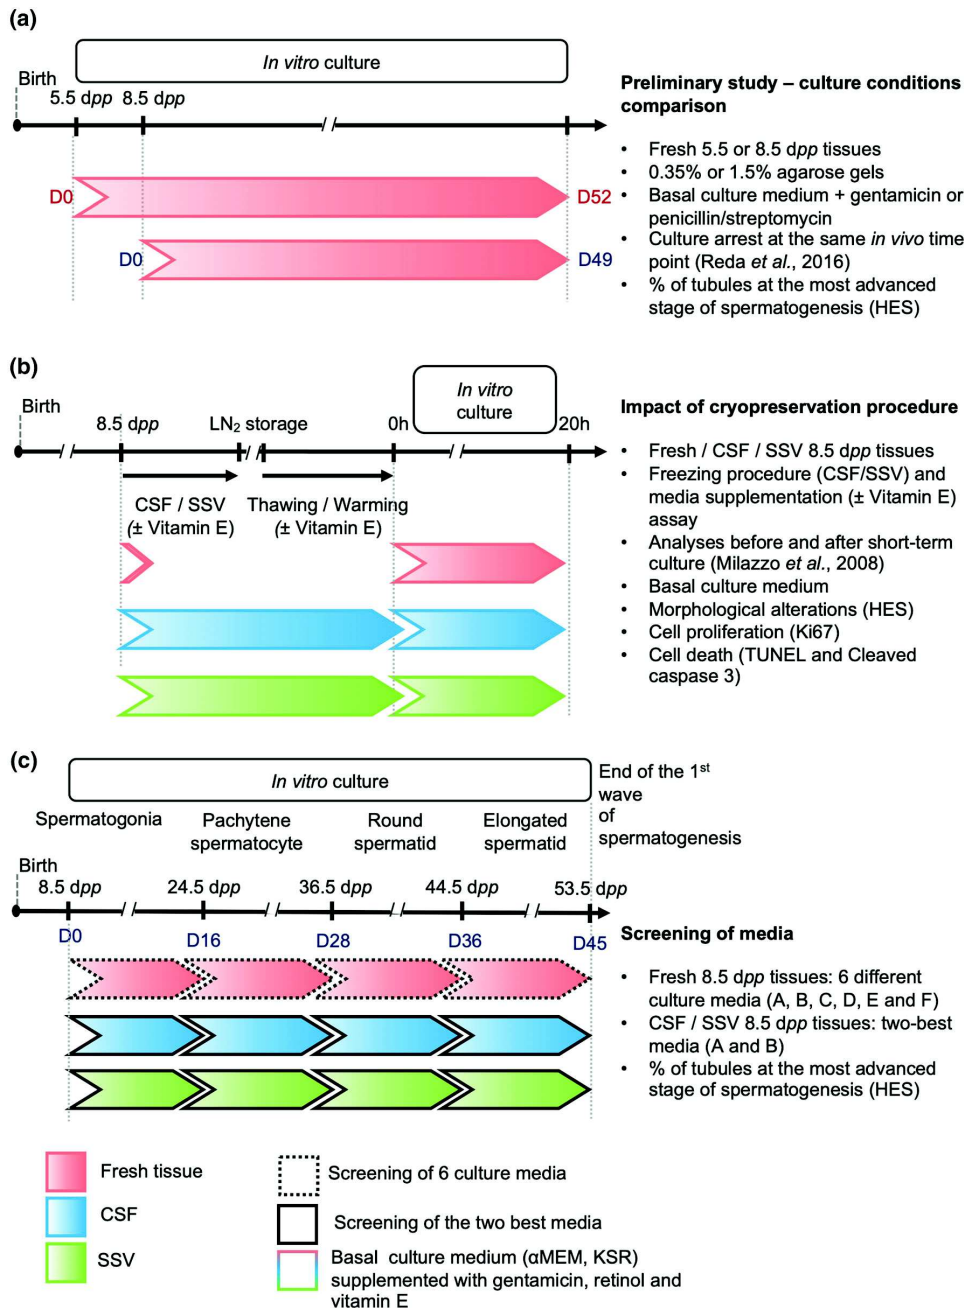 (a)
In vitro culture
Birth
5.5 dpp
8.5 dpp
D0
D52
D0
D49
Preliminary study – culture conditions
comparison
• Fresh 5.5 or 8.5 dpp tissues
• 0.35% or 1.5% agarose gels
• Basal culture medium + gentamicin or
penicillin/streptomycin
• Culture arrest at the same in vivo time
point (Reda et al., 2016)
• % of tubules at the most advanced
stage of spermatogenesis (HES)
(b)
In vitro
culture
Birth
8.5 dpp
LN2 storage
0h
20h
CSF / SSV
(± Vitamin E)
Thawing / Warming
(± Vitamin E)
Impact of cryopreservation procedure
• Fresh / CSF / SSV 8.5 dpp tissues
• Freezing procedure (CSF/SSV) and
media supplementation (± Vitamin E)
assay
• Analyses before and after short-term
culture (Milazzo et al., 2008)
• Basal culture medium
• Morphological alterations (HES)
• Cell proliferation (Ki67)
• Cell death (TUNEL and Cleaved
caspase 3)
(c)
In vitro culture
End of the 1st
wave
of
spermatogenesis
Spermatogonia
Pachytene
spermatocyte
Round
spermatid
Elongated
spermatid
Birth
8.5 dpp
24.5 dpp
36.5 dpp
44.5 dpp
53.5 dpp
D0
D16
D28
D36
D45
Screening of media
• Fresh 8.5 dpp tissues: 6 different
culture media (A, B, C, D, E and F)
• CSF / SSV 8.5 dpp tissues: two-best
media (A and B)
• % of tubules at the most advanced
stage of spermatogenesis (HES)
Fresh tissue
CSF
SSV
Screening of 6 culture media
Screening of the two best media
Basal culture medium (αMEM, KSR)
supplemented with gentamicin, retinol and
vitamin E